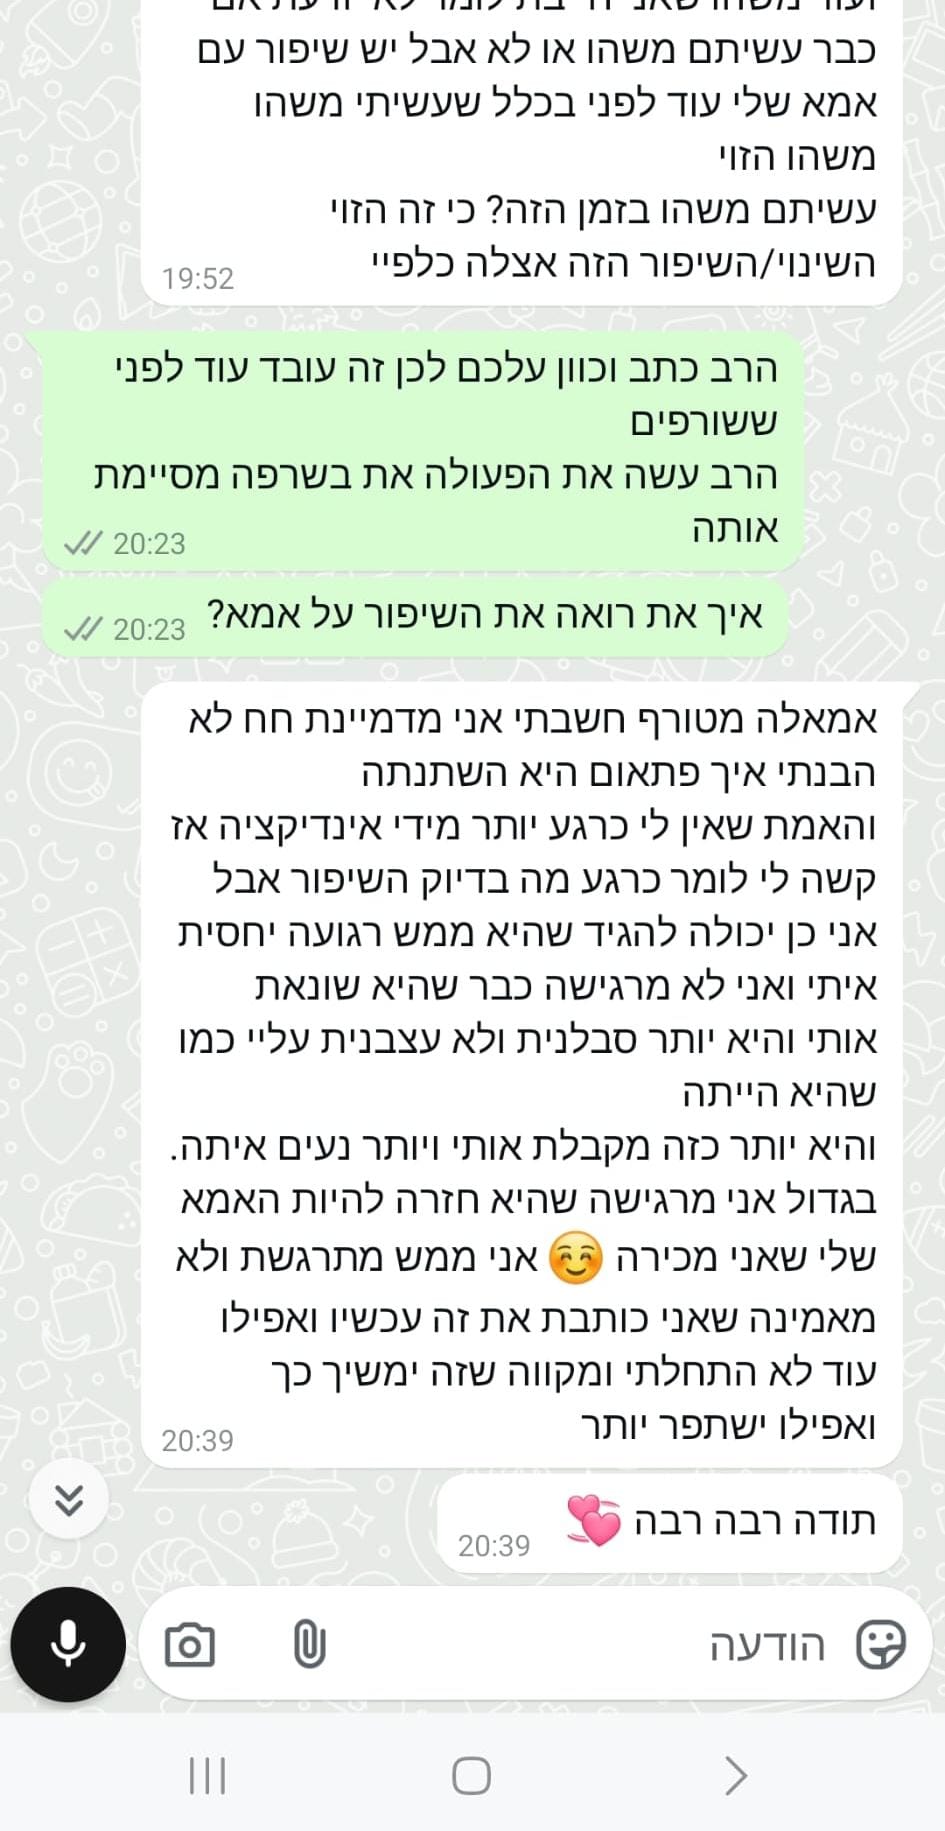 כבר עשיתם משהו או לא אבל יש שיפור עם
אמא שלי עוד לפני בכלל שעשיתי משהו
משהו הזוי
עשיתם משהו בזמן הזה? כי זה הזוי
השינוי/השיפור הזה אצלה כלפיי
19:52
הרב כתב וכוון עלכם לכן זה עובד עוד לפני
ששורפים
הרב עשה את הפעולה את בשרפה מסיימת
אותה
20:23
איך את רואה את השיפור על אמא?
20:23
אמאלה מטורף חשבתי אני מדמיינת חח לא
הבנתי איך פתאום היא השתנתה
והאמת שאין לי כרגע יותר מידי אינדיקציה אז
קשה לי לומר כרגע מה בדיוק השיפור אבל
אני כן יכולה להגיד שהיא ממש רגועה יחסית
איתי ואני לא מרגישה כבר שהיא שונאת
אותי והיא יותר סבלנית ולא עצבנית עליי כמו
שהיא הייתה
והיא יותר כזה מקבלת אותי ויותר נעים איתה.
בגדול אני מרגישה שהיא חזרה להיות האמא
שלי שאני מכירה ☺️ אני ממש מתרגשת ולא
מאמינה שאני כותבת את זה עכשיו ואפילו
עוד לא התחלתי ומקווה שזה ימשיך כך
ואפילו ישתפר יותר
20:39
תודה רבה רבה 💞
20:39
הודעה